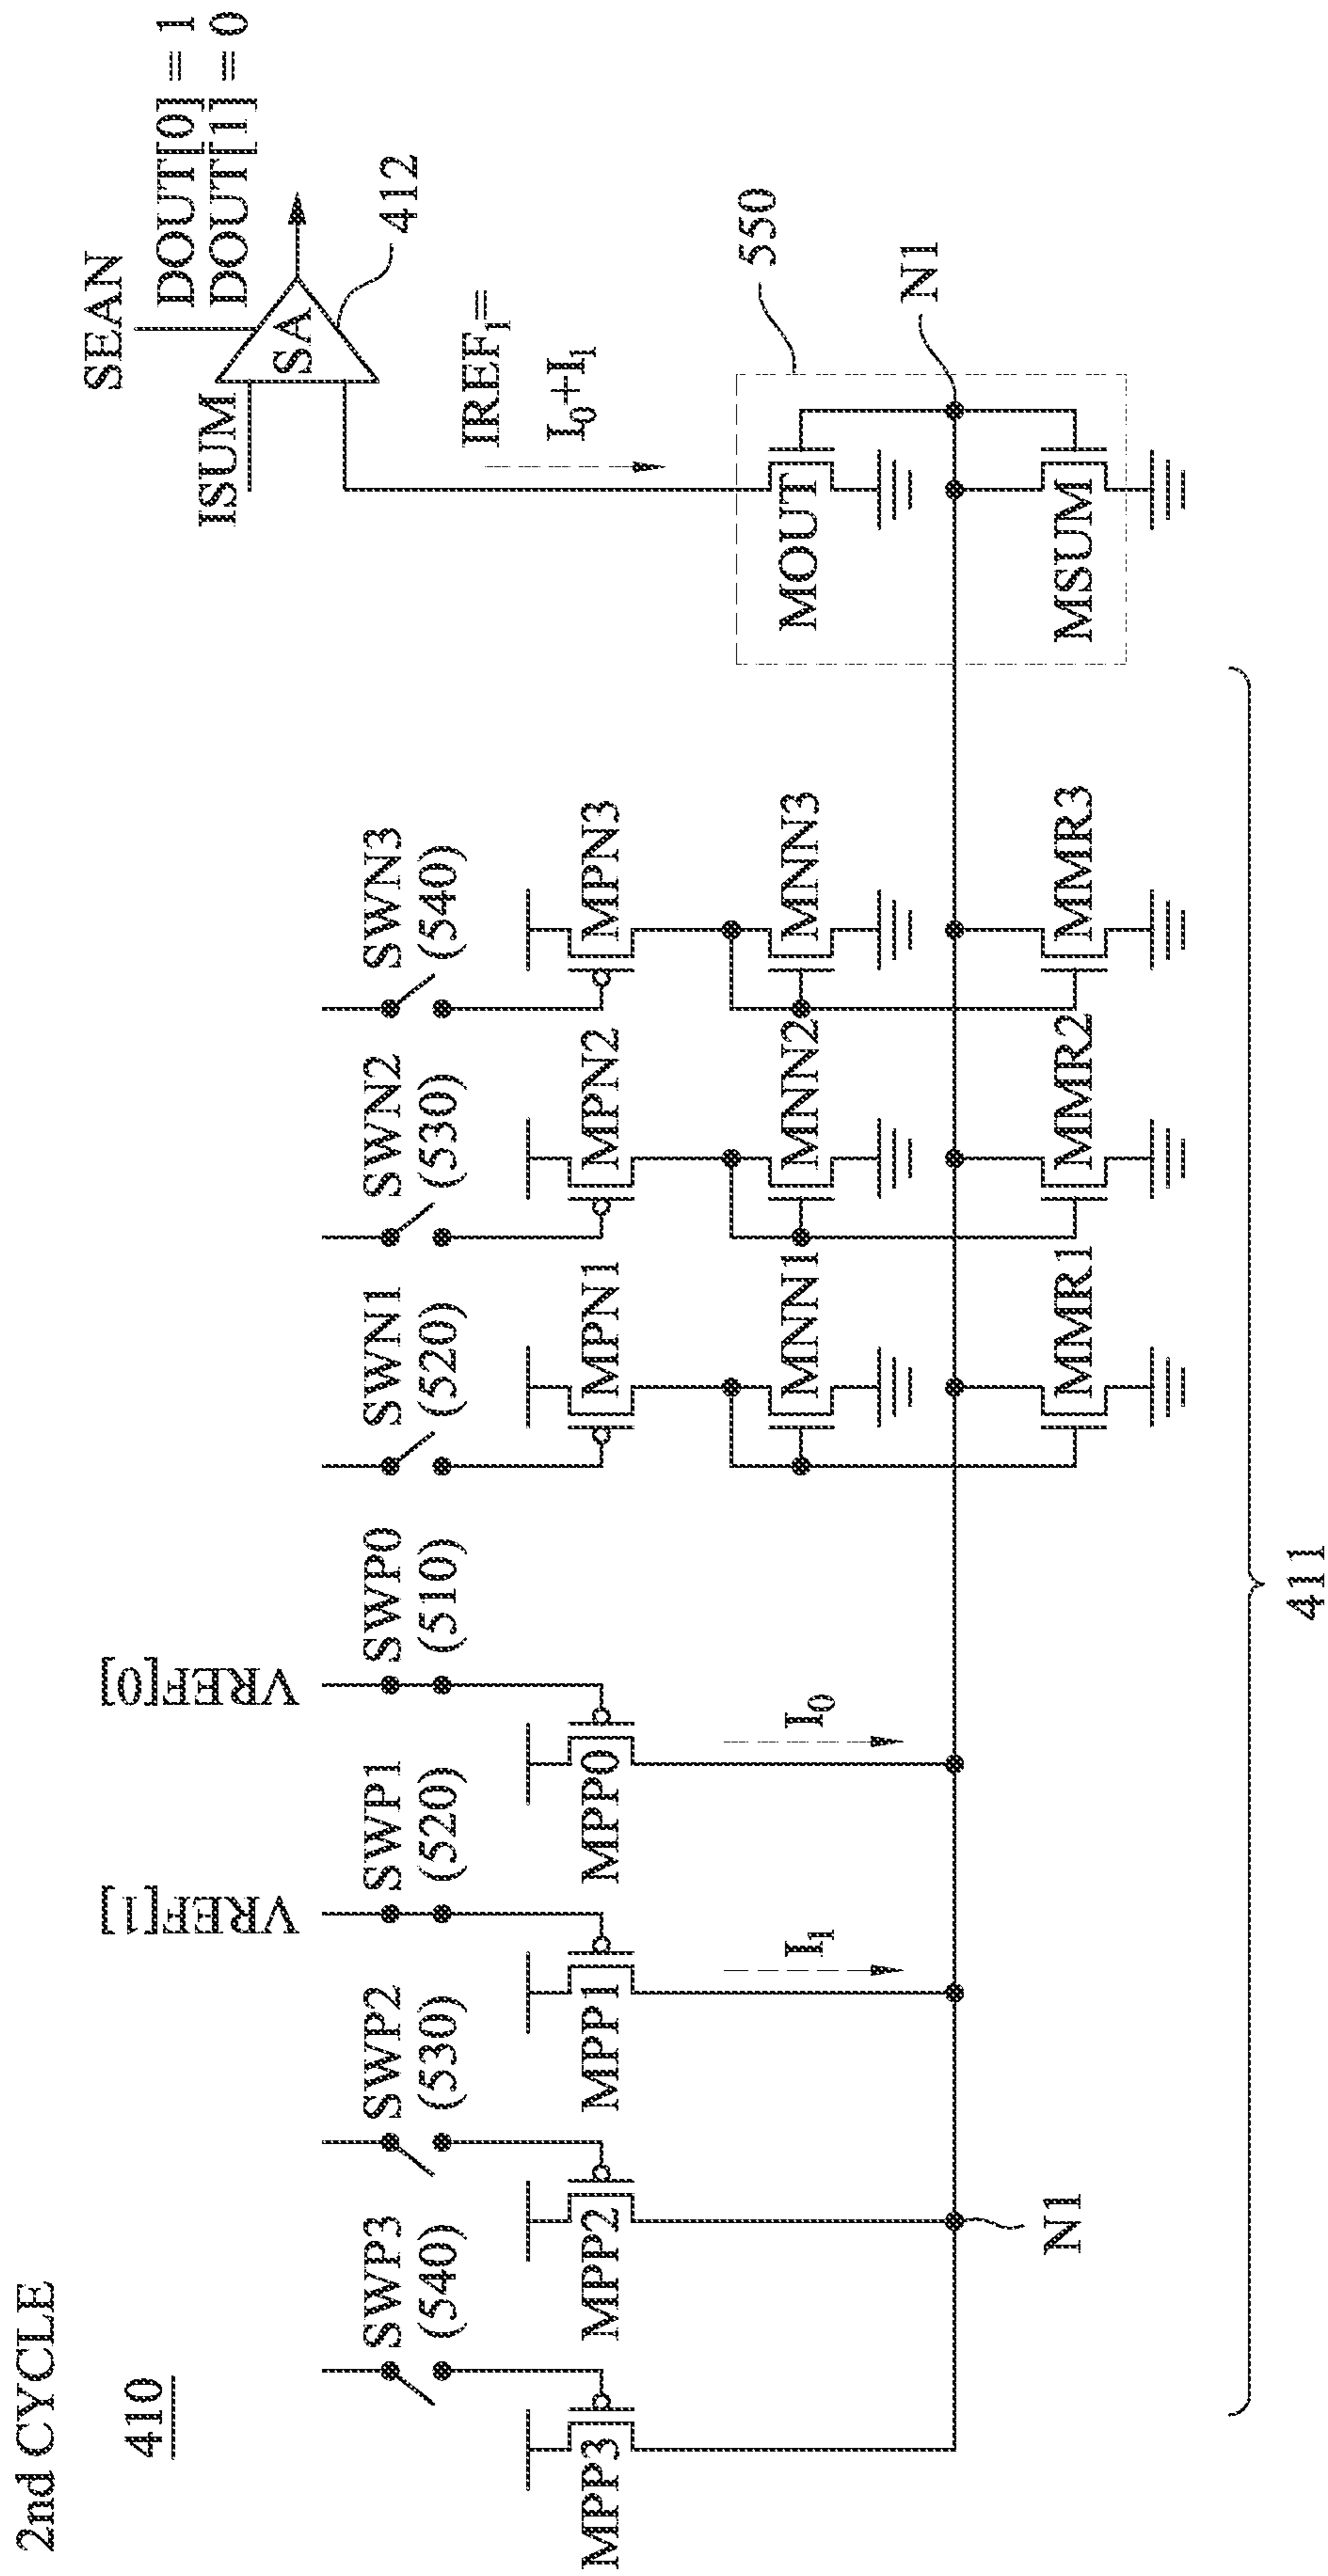 2nd CYCLE
410
SEAN
DOUT[0] = 1
DOUT[1] = 0
ISUM
SA
412
VREF[1]
VREF[0]
SWP3
(540)
SWP2
(530)
SWP1
(520)
SWP0
(510)
SWN1
(520)
SWN2
(530)
SWN3
(540)
IREF₁=
I₀+I₁
MPP3
MPP2
MPP1
MPP0
MPN1
MPN2
MPN3
550
I₁
I₀
MNN1
MNN2
MNN3
MOUT
N1
N1
MMR1
MMR2
MMR3
MSUM
411